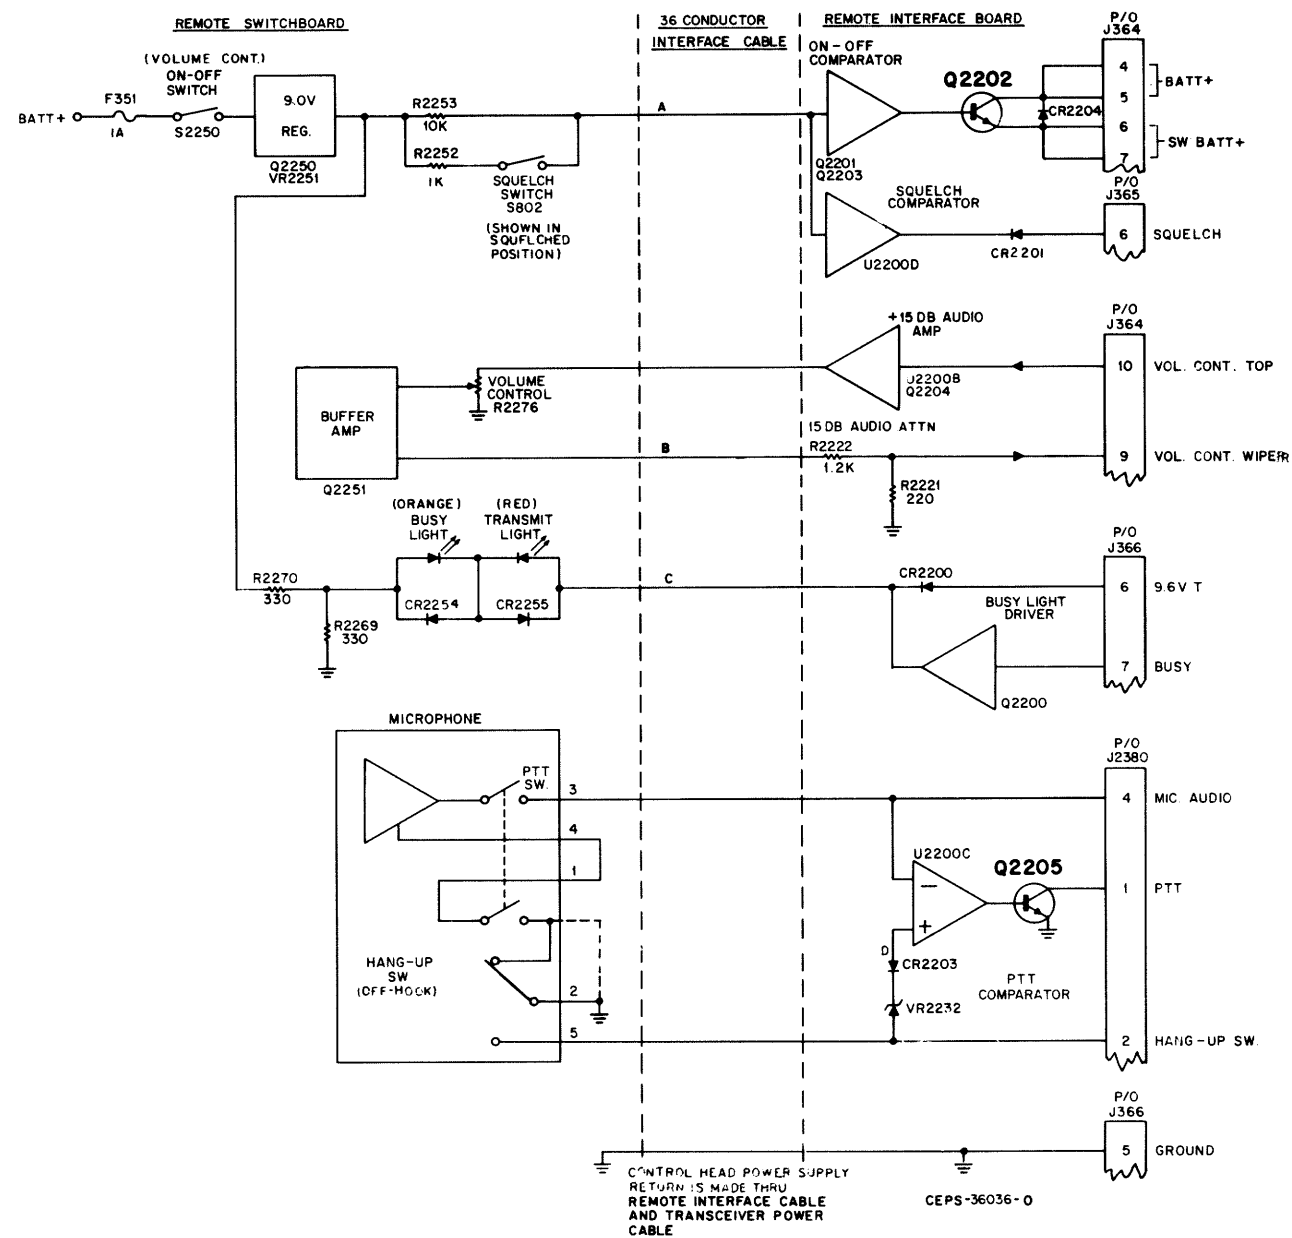 REMOTE SWITCHBOARD
36 CONDUCTOR
INTERFACE CABLE
REMOTE INTERFACE BOARD
P/O
J364
(VOLUME CONT.)
ON-OFF
SWITCH
BATT+
F351
1A
S2250
9.0V
REG.
Q2250
VR2251
R2253
10K
R2252
1K
SQUELCH
SWITCH
S802
(SHOWN IN
SQUFLCHED
POSITION)
A
ON-OFF
COMPARATOR
Q2201
Q2203
Q2202
CR2204
4
5
6
7
BATT+
SW BATT+
P/O
J365
SQUELCH
COMPARATOR
U2200D
CR2201
6
SQUELCH
+15 DB AUDIO
AMP
U2200B
Q2204
P/O
J364
10
VOL. CONT. TOP
BUFFER
AMP
Q2251
VOLUME
CONTROL
R2276
B
15 DB AUDIO ATTN
R2222
1.2K
R2221
220
9
VOL. CONT. WIPER
(ORANGE)
BUSY
LIGHT
(RED)
TRANSMIT
LIGHT
R2270
330
R2269
330
CR2254
CR2255
C
CR2200
BUSY LIGHT
DRIVER
Q2200
P/O
J366
6
9.6V T
7
BUSY
MICROPHONE
PTT
SW.
3
4
1
HANG-UP
SW
(OFF-HOOK)
2
5
U2200C
−
+
Q2205
D
CR2203
VR2232
PTT
COMPARATOR
P/O
J2380
4
MIC. AUDIO
1
PTT
2
HANG-UP SW.
P/O
J366
5
GROUND
CONTROL HEAD POWER SUPPLY
RETURN IS MADE THRU
REMOTE INTERFACE CABLE
AND TRANSCEIVER POWER
CABLE
CEPS-36036-O